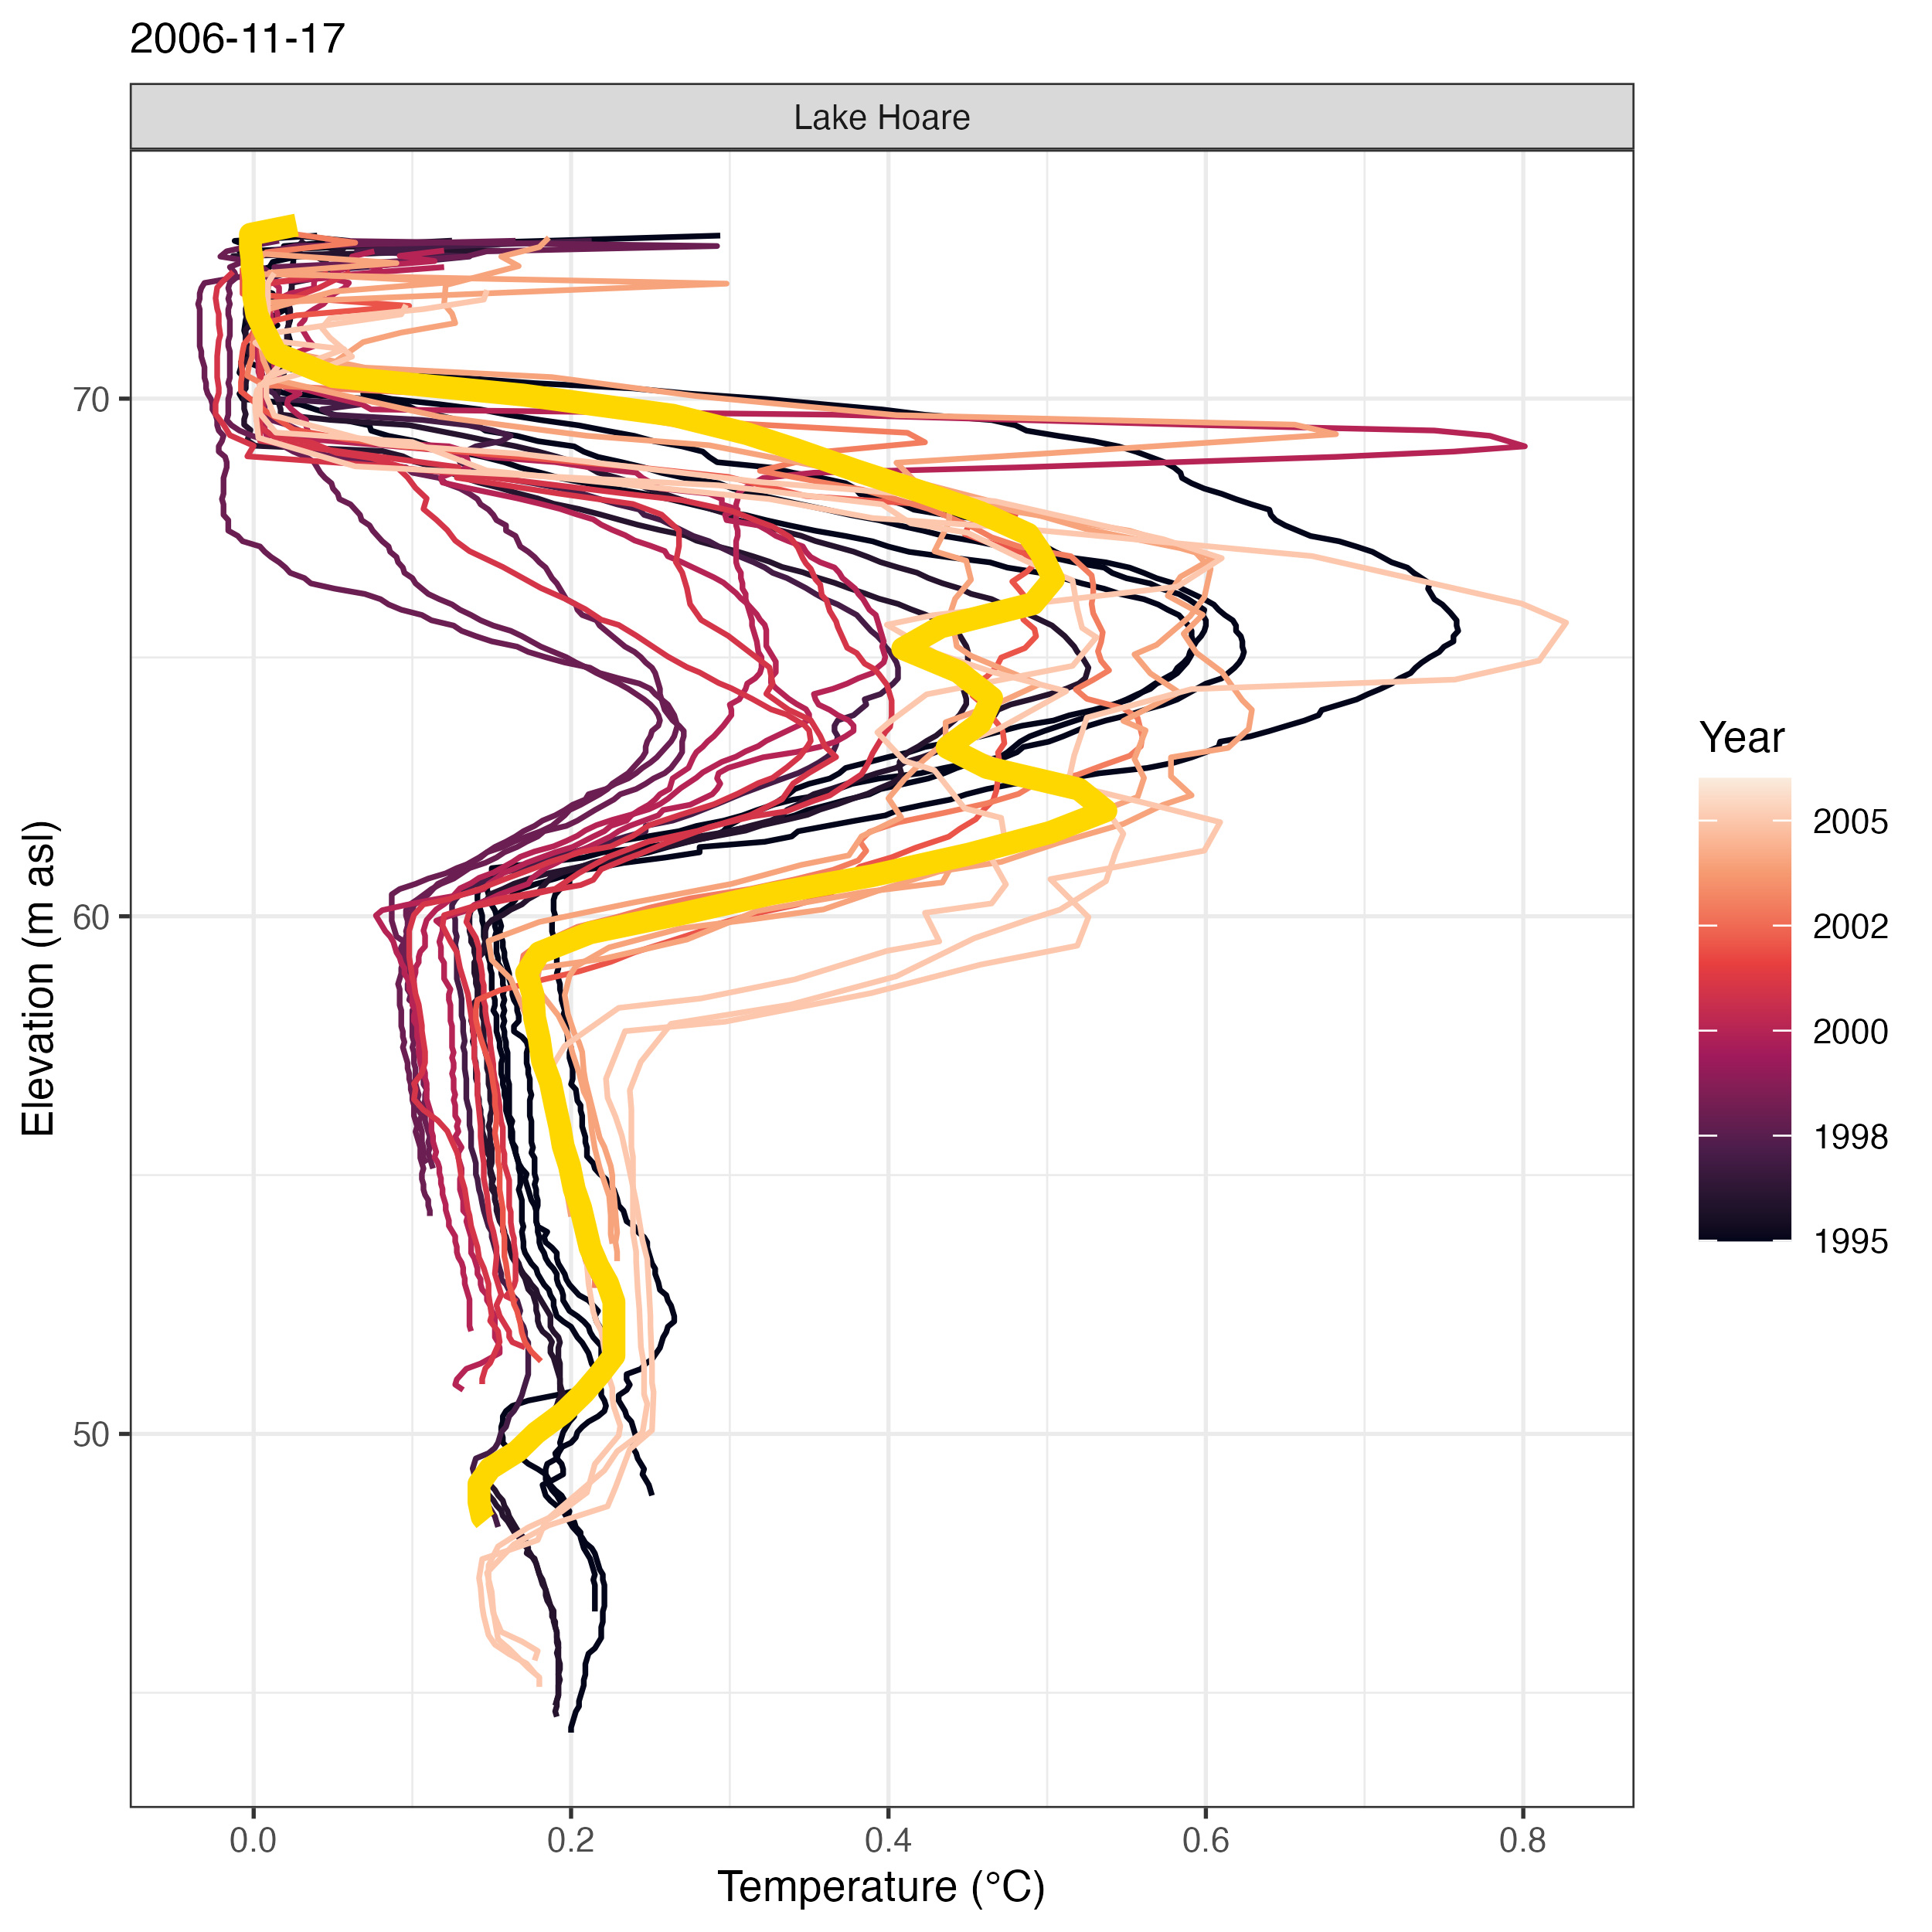 2006-11-17
Lake Hoare
Elevation (m asl)
70
60
50
0.0 0.2 0.4 0.6 0.8
Temperature (°C)
Year
2005
2002
2000
1998
1995